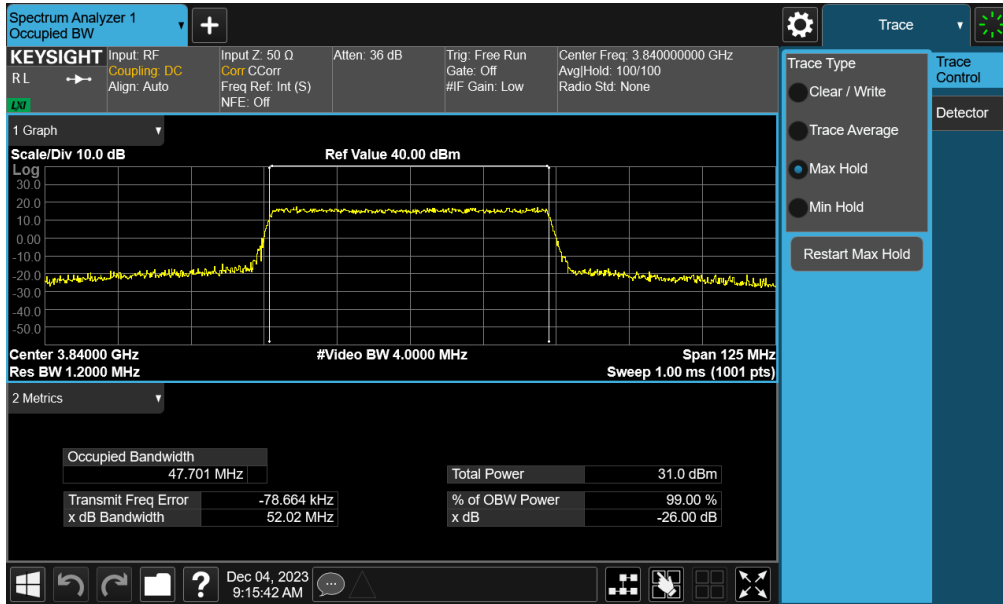 Spectrum Analyzer 1
Occupied BW
+
Trace
KEYSIGHT
R L
LXI
Input: RF
Coupling: DC
Align: Auto
Input Z: 50 Ω
Corr CCorr
Freq Ref: Int (S)
NFE: Off
Atten: 36 dB
Trig: Free Run
Gate: Off
#IF Gain: Low
Center Freq: 3.840000000 GHz
Avg|Hold: 100/100
Radio Std: None
Trace Type
Clear / Write
Trace Average
Max Hold
Min Hold
Restart Max Hold
Trace
Control
Detector
1 Graph
Scale/Div 10.0 dB
Ref Value 40.00 dBm
Log
30.0
20.0
10.0
0.00
-10.0
-20.0
-30.0
-40.0
-50.0
Center 3.84000 GHz
#Video BW 4.0000 MHz
Span 125 MHz
Res BW 1.2000 MHz
Sweep 1.00 ms (1001 pts)
2 Metrics
Occupied Bandwidth
47.701 MHz
Total Power 31.0 dBm
Transmit Freq Error -78.664 kHz
% of OBW Power 99.00 %
x dB Bandwidth 52.02 MHz
x dB -26.00 dB
?
Dec 04, 2023
9:15:42 AM